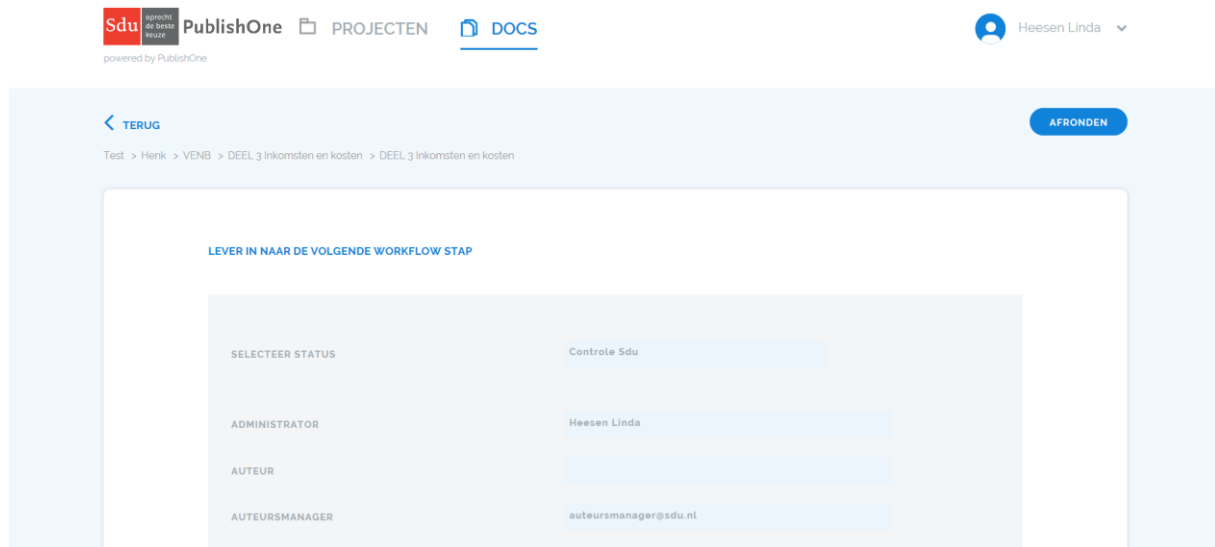 Sdu oprecht de beste keuze PublishOne PROJECTEN DOCS Heesen Linda
powered by PublishOne
TERUG AFRONDEN
Test > Henk > VENB > DEEL 3 Inkomsten en kosten > DEEL 3 Inkomsten en kosten
LEVER IN NAAR DE VOLGENDE WORKFLOW STAP
SELECTEER STATUS Controle Sdu
ADMINISTRATOR Heesen Linda
AUTEUR
AUTEURSMANAGER auteursmanager@sdu.nl